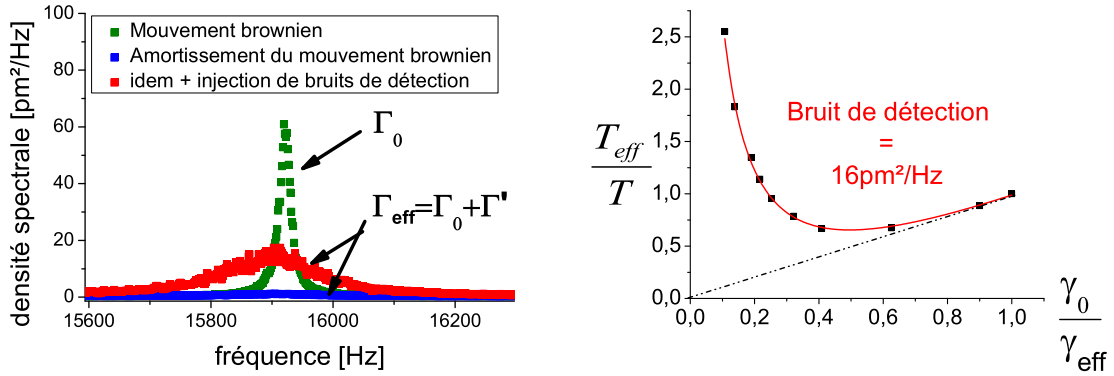 100
80
60
40
20
0
densité spectrale [pm²/Hz]
Mouvement brownien
Amortissement du mouvement brownien
idem + injection de bruits de détection
Γ₀
Γeff=Γ₀+Γ'
15600
15800
16000
16200
fréquence [Hz]
2,5
2,0
1,5
1,0
0,5
0,0
Teff
T
Bruit de détection
=
16pm²/Hz
0,0
0,2
0,4
0,6
0,8
1,0
γ₀
γeff